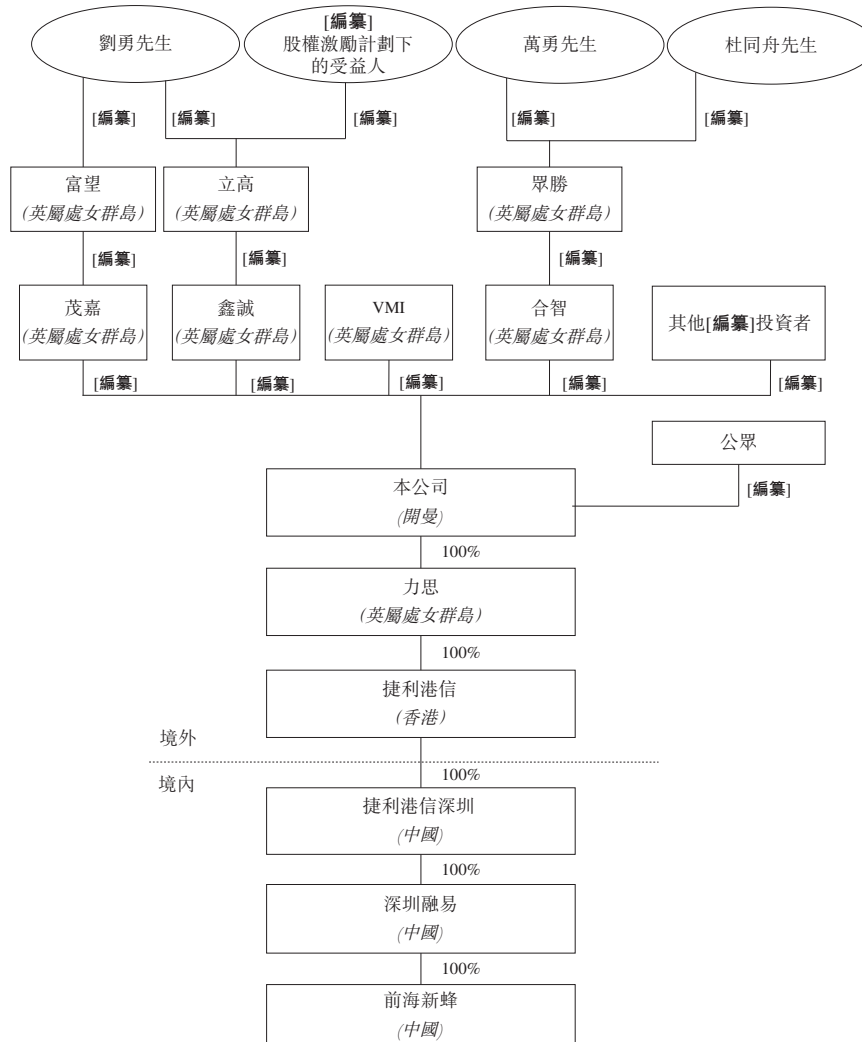 劉勇先生
[編纂]
股權激勵計劃下
的受益人
萬勇先生
杜同舟先生
[編纂]
[編纂]
[編纂]
[編纂]
[編纂]
富望
(英屬處女群島)
立高
(英屬處女群島)
眾勝
(英屬處女群島)
[編纂]
[編纂]
[編纂]
茂嘉
(英屬處女群島)
鑫誠
(英屬處女群島)
VMI
(英屬處女群島)
合智
(英屬處女群島)
其他[編纂]投資者
[編纂]
[編纂]
[編纂]
[編纂]
[編纂]
公眾
[編纂]
本公司
(開曼)
100%
力思
(英屬處女群島)
100%
捷利港信
(香港)
境外
境內
100%
捷利港信深圳
(中國)
100%
深圳融易
(中國)
100%
前海新蜂
(中國)